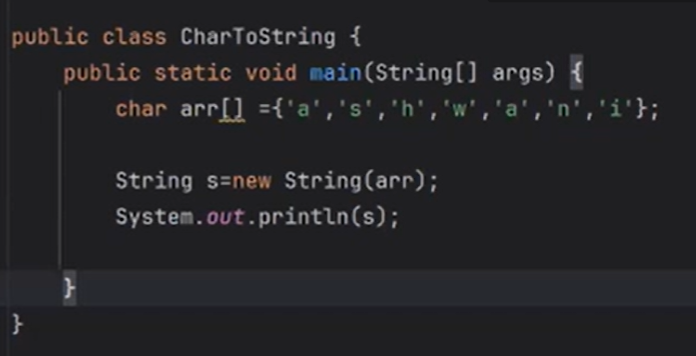 public class CharToString {
    public static void main(String[] args) {
        char arr[] ={'a','s','h','w','a','n','i'};
        String s=new String(arr);
        System.out.println(s);
    }
}